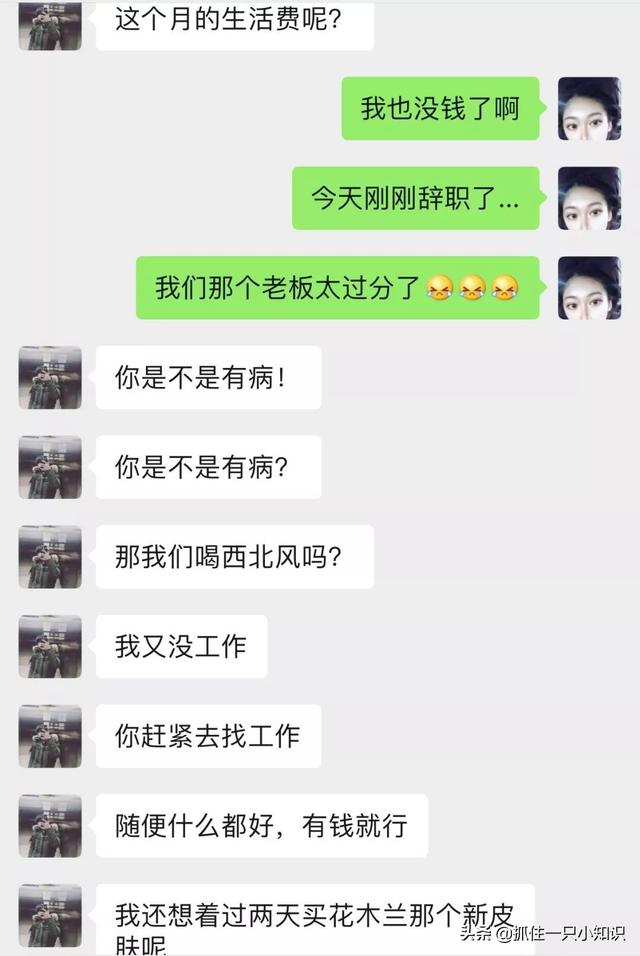 这个月的生活费呢?
我也没钱了啊
今天刚刚辞职了...
我们那个老板太过分了😹😹😹
你是不是有病!
你是不是有病?
那我们喝西北风吗?
我又没工作
你赶紧去找工作
随便什么都好，有钱就行
我还想着过两天买花木兰那个新皮
肤呢
头条 @抓住一只小知识